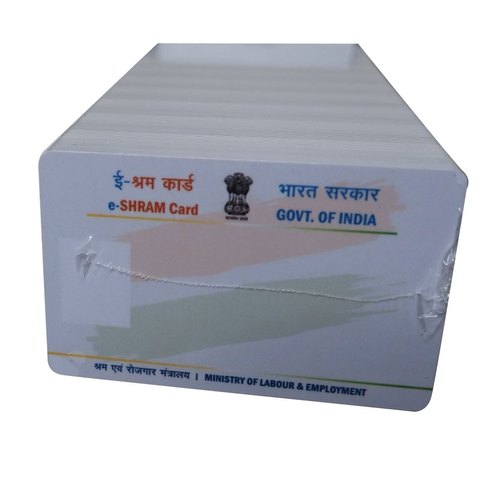 ई-श्रम कार्ड
e-SHRAM Card
भारत सरकार
GOVT. OF INDIA
श्रम एवं रोजगार मंत्रालय | MINISTRY OF LABOUR & EMPLOYMENT